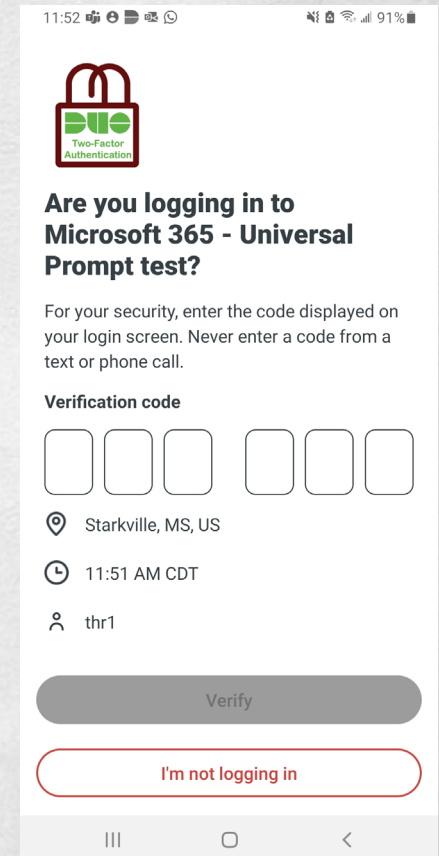 11:52 91%
DUO
Two-Factor
Authentication
Are you logging in to
Microsoft 365 - Universal
Prompt test?
For your security, enter the code displayed on
your login screen. Never enter a code from a
text or phone call.
Verification code
Starkville, MS, US
11:51 AM CDT
thr1
Verify
I'm not logging in